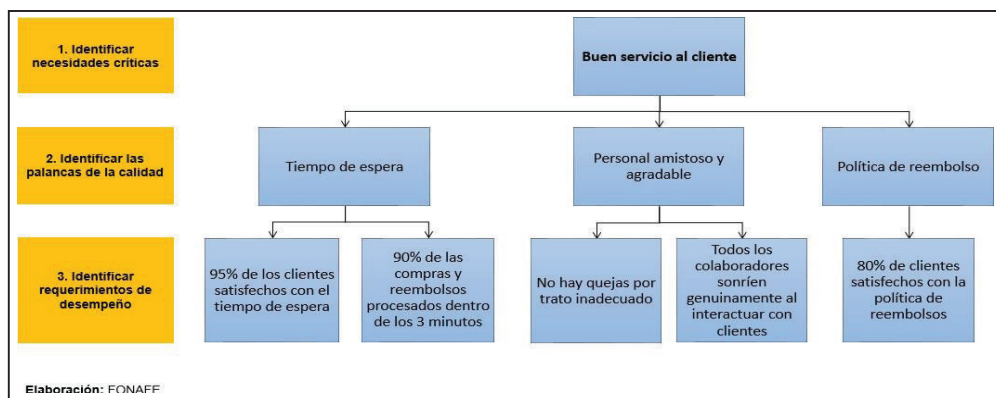 1. Identificar
necesidades críticas
Buen servicio al cliente
2. Identificar las
palancas de la calidad
Tiempo de espera
Personal amistoso y
agradable
Política de reembolso
3. Identificar
requerimientos de
desempeño
95% de los clientes
satisfechos con el
tiempo de espera
90% de las
compras y
reembolsos
procesados dentro
de los 3 minutos
No hay quejas por
trato inadecuado
Todos los
colaboradores
sonríen
genuinamente al
interactuar con
clientes
80% de clientes
satisfechos con la
política de
reembolsos
Elaboración: FONAFE